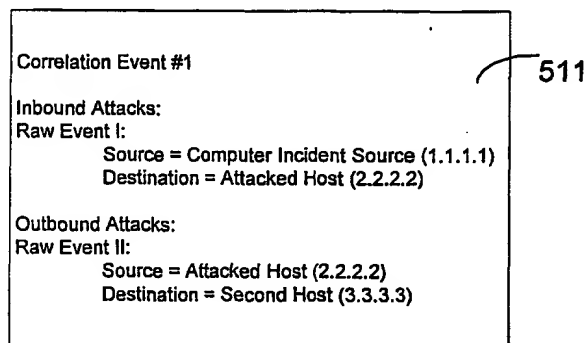 Correlation Event #1
511
Inbound Attacks:
Raw Event I:
Source = Computer Incident Source (1.1.1.1)
Destination = Attacked Host (2.2.2.2)
Outbound Attacks:
Raw Event II:
Source = Attacked Host (2.2.2.2)
Destination = Second Host (3.3.3.3)